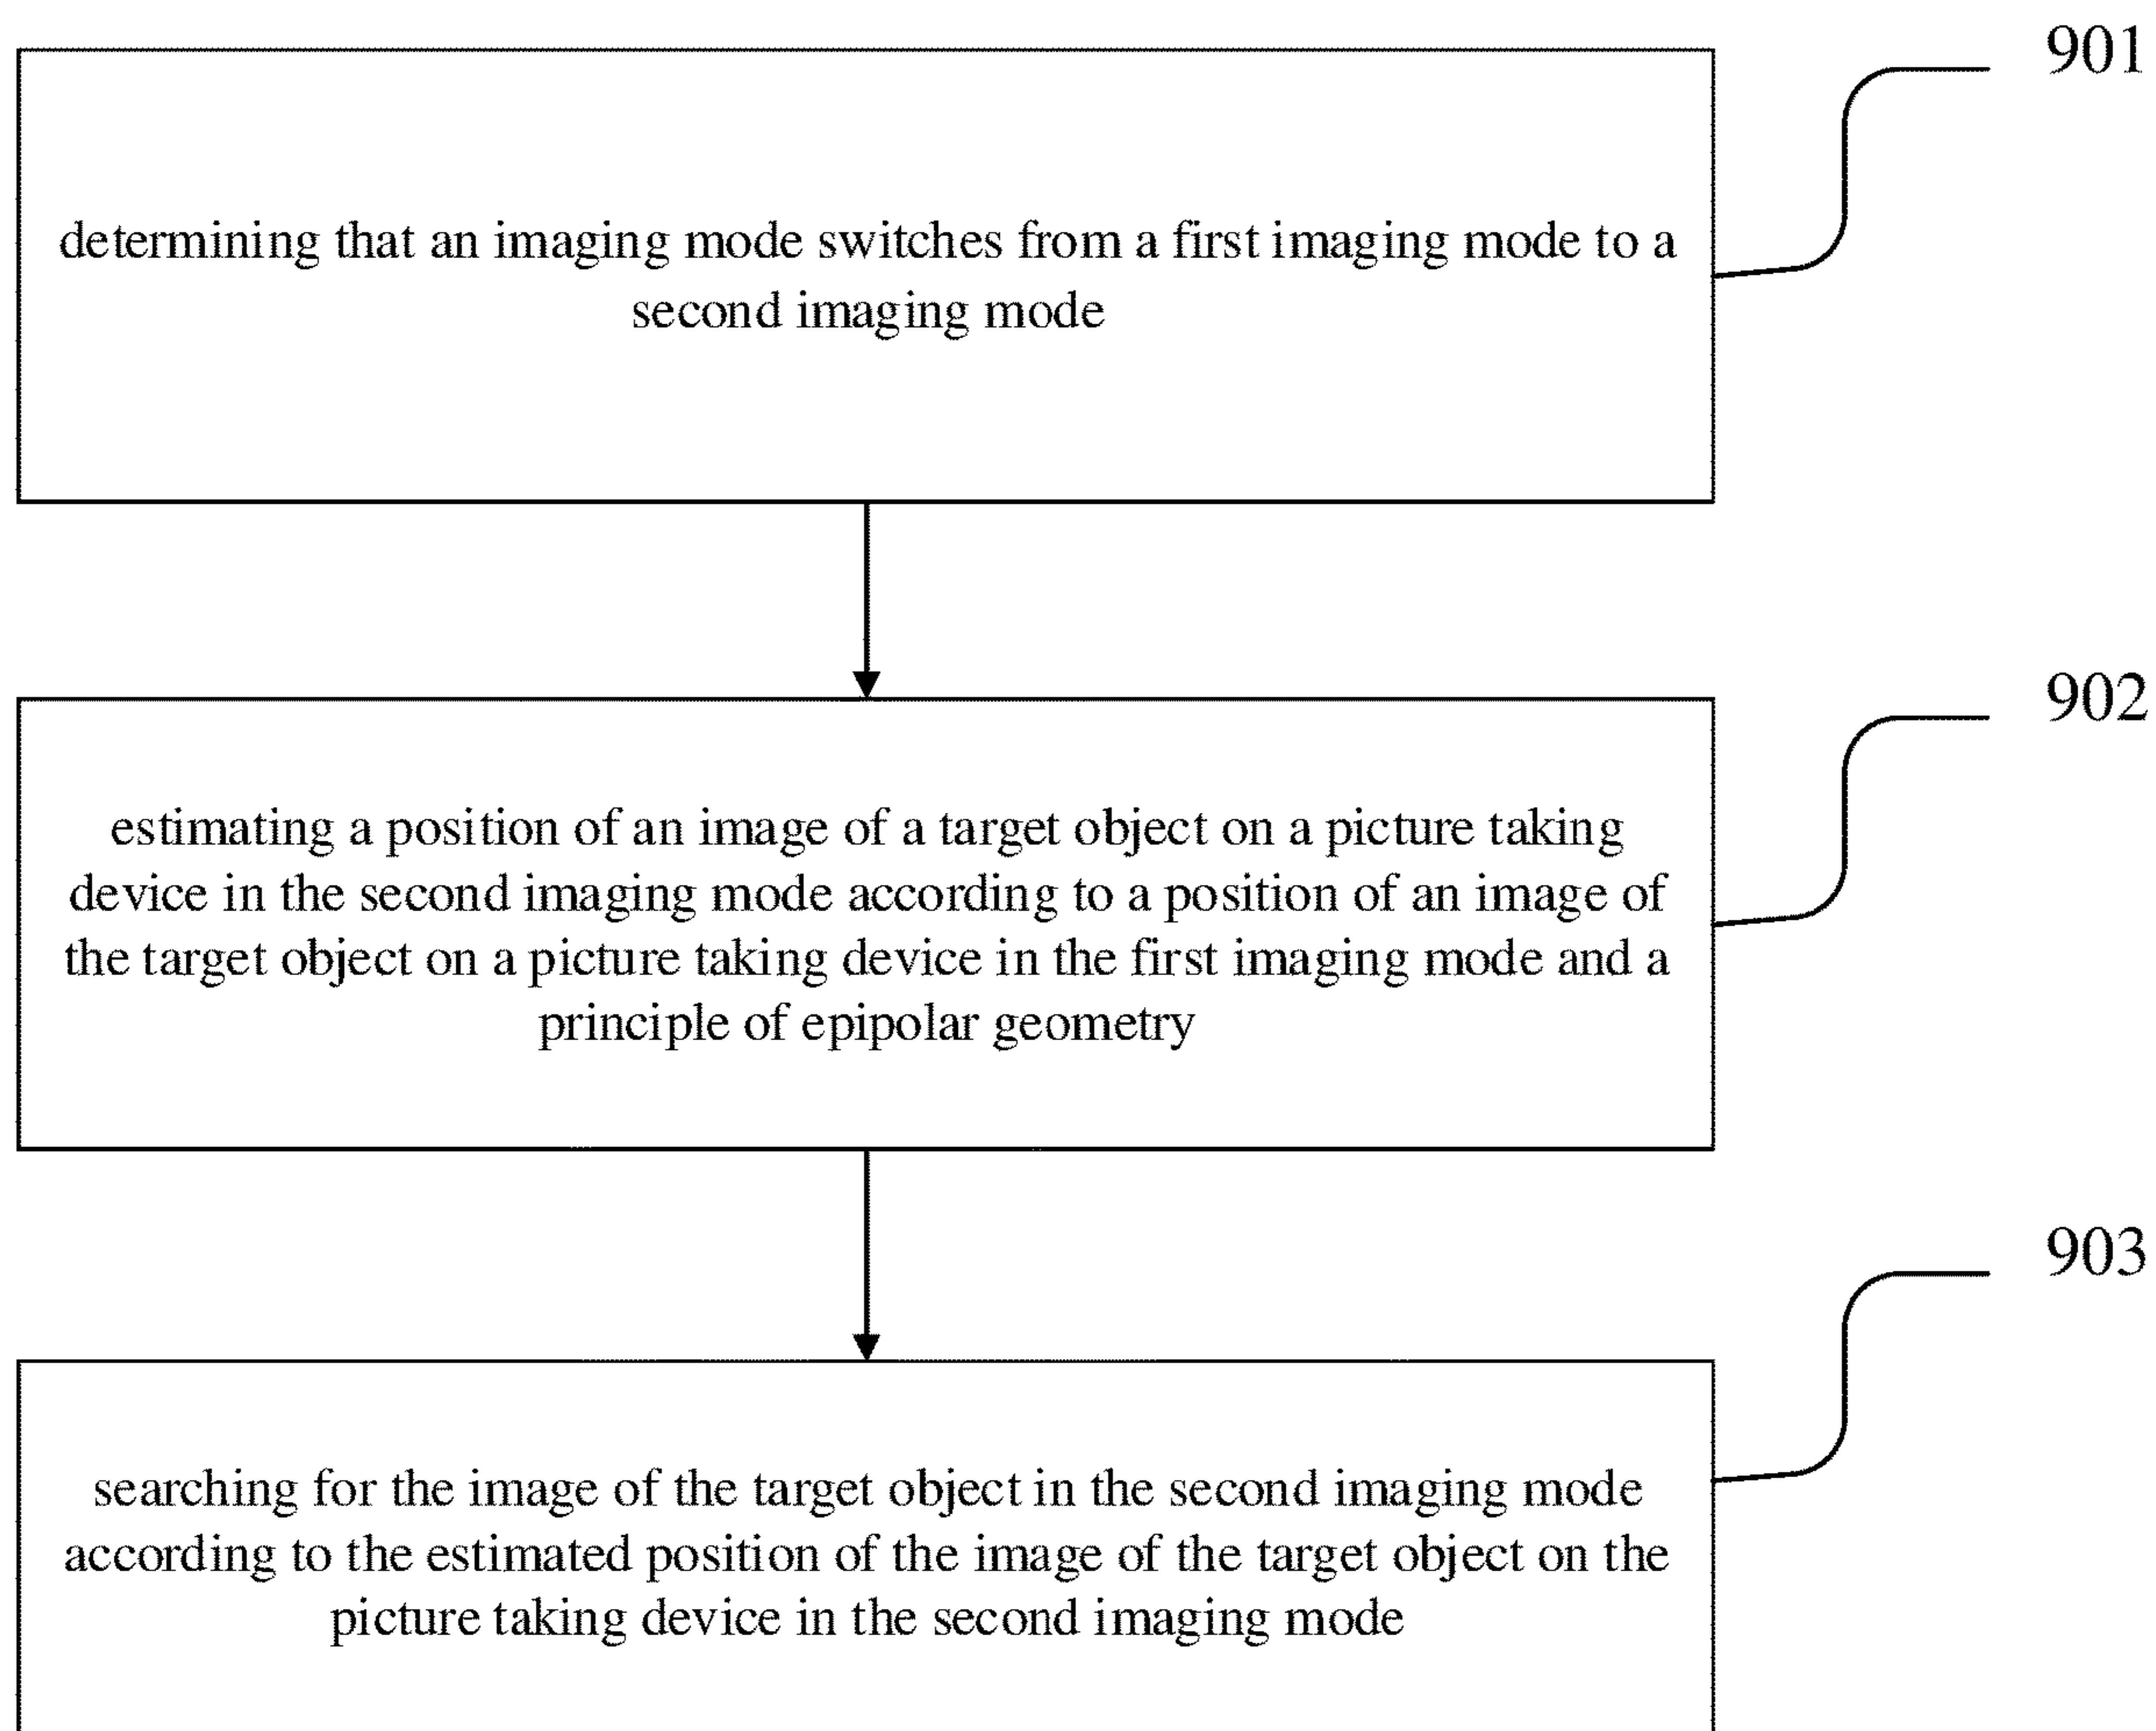 901
determining that an imaging mode switches from a first imaging mode to a
second imaging mode
902
estimating a position of an image of a target object on a picture taking
device in the second imaging mode according to a position of an image of
the target object on a picture taking device in the first imaging mode and a
principle of epipolar geometry
903
searching for the image of the target object in the second imaging mode
according to the estimated position of the image of the target object on the
picture taking device in the second imaging mode